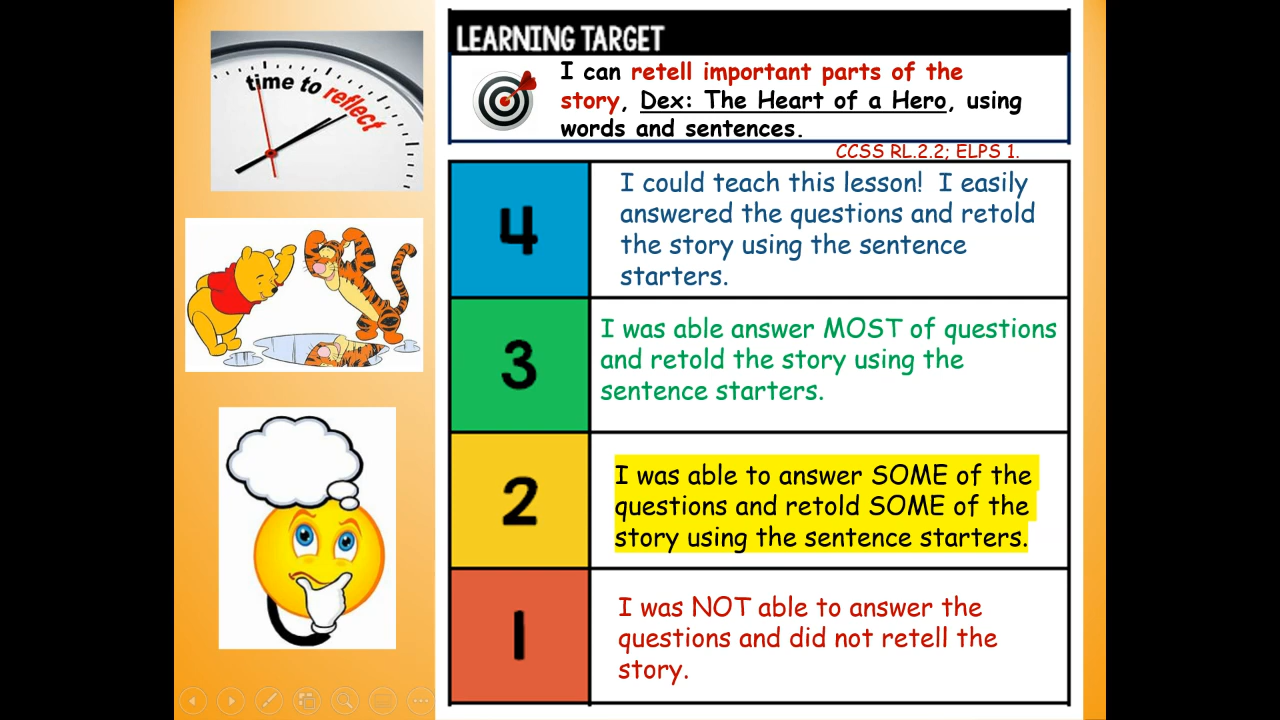 time to reflect
LEARNING TARGET
I can retell important parts of the
story, Dex: The Heart of a Hero, using
words and sentences.
CCSS RL.2.2; ELPS 1.
4
I could teach this lesson! I easily
answered the questions and retold
the story using the sentence
starters.
3
I was able answer MOST of questions
and retold the story using the
sentence starters.
2
I was able to answer SOME of the
questions and retold SOME of the
story using the sentence starters.
1
I was NOT able to answer the
questions and did not retell the
story.